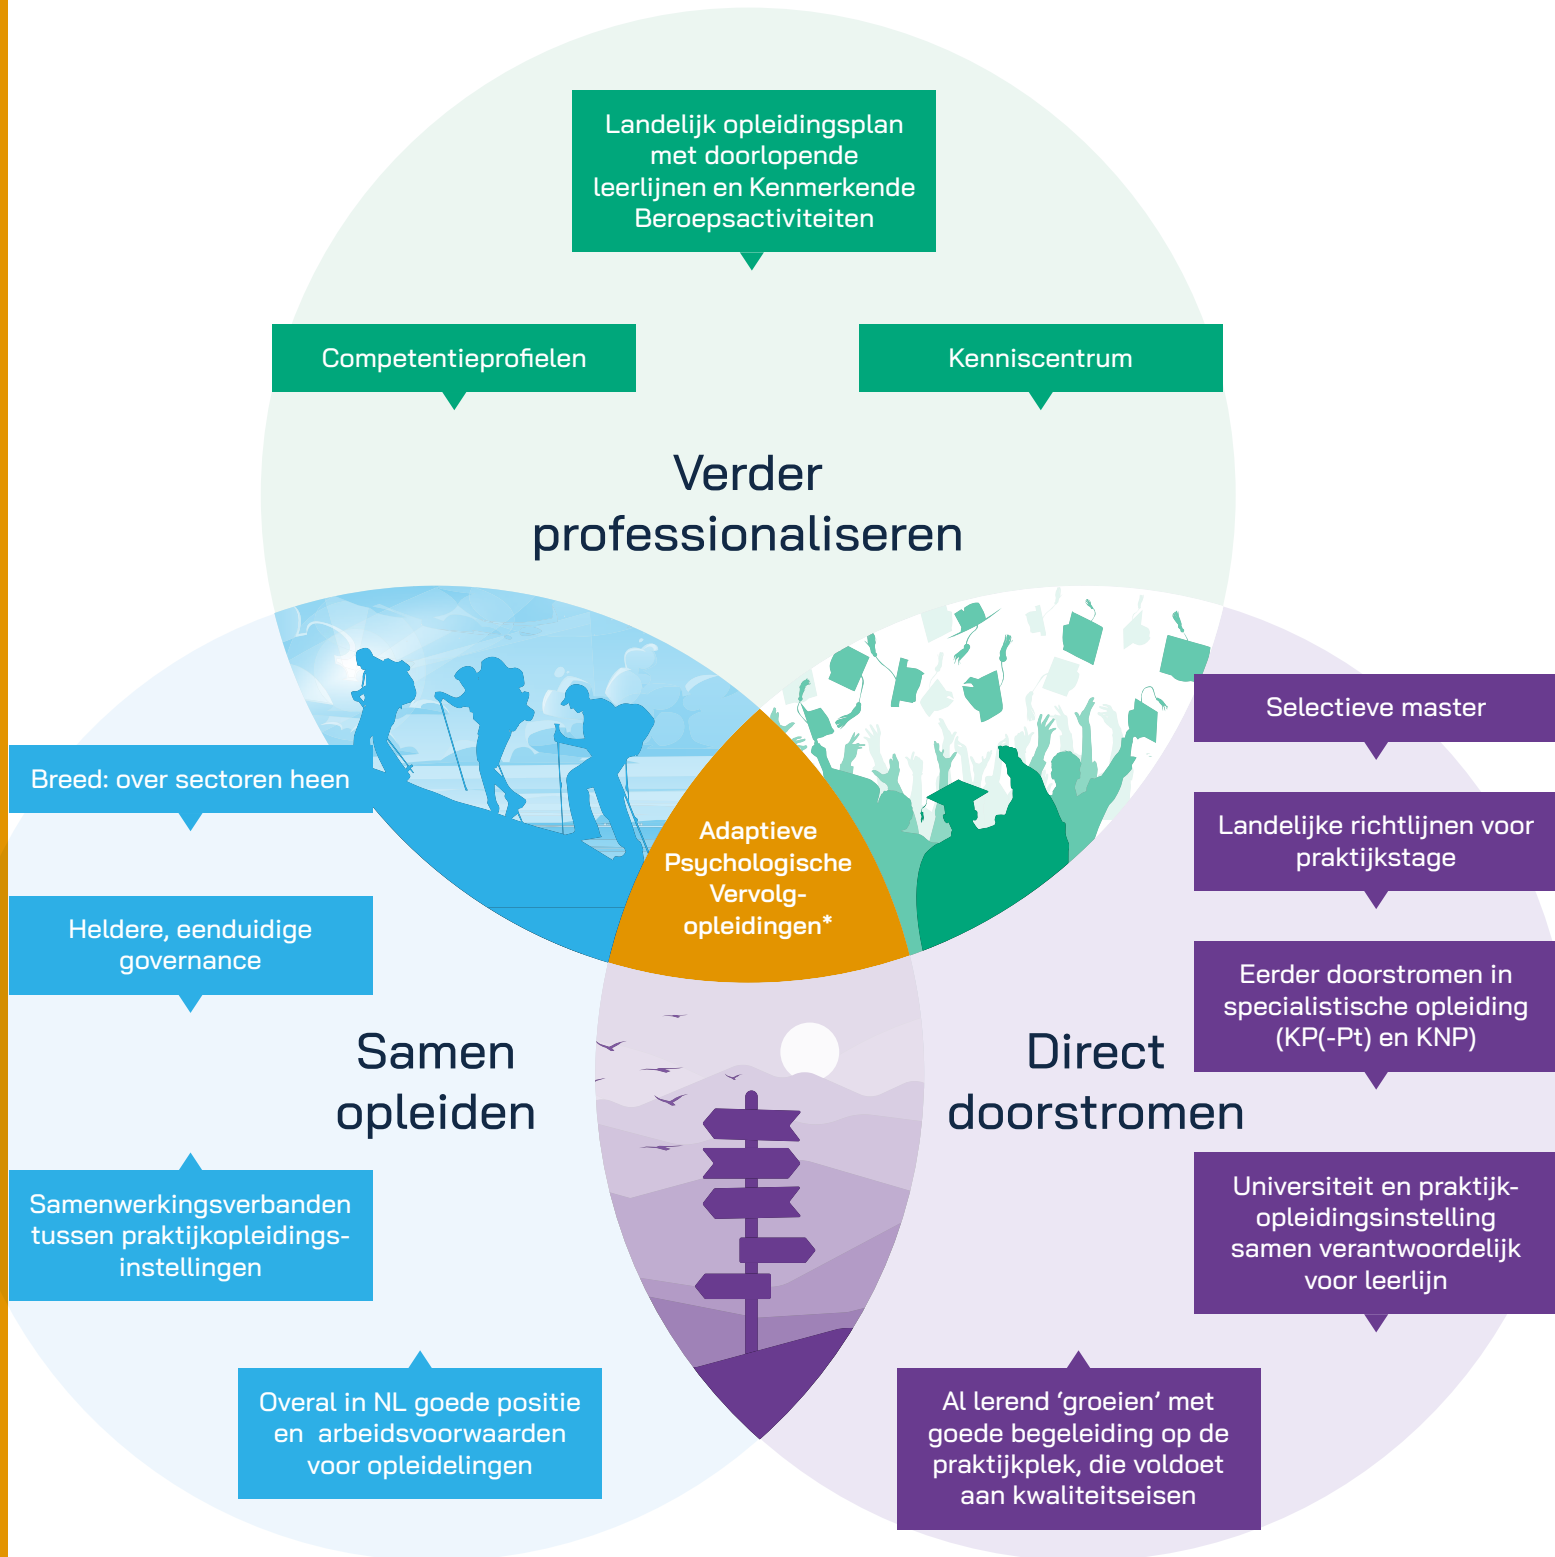 Landelijk opleidingsplan
met doorlopende
leerlijnen en Kenmerkende
Beroepsactiviteiten
Competentieprofielen
Kenniscentrum
Verder
professionaliseren
Selectieve master
Breed: over sectoren heen
Landelijke richtlijnen voor
praktijkstage
Adaptieve
Psychologische
Vervolg-
opleidingen*
Heldere, eenduidige
governance
Eerder doorstromen in
specialistische opleiding
(KP(-Pt) en KNP)
Samen
opleiden
Direct
doorstromen
Samenwerkingsverbanden
tussen praktijkopleidings-
instellingen
Universiteit en praktijk-
opleidingsinstelling
samen verantwoordelijk
voor leerlijn
Overal in NL goede positie
en arbeidsvoorwaarden
voor opleidelingen
Al lerend ‘groeien’ met
goede begeleiding op de
praktijkplek, die voldoet
aan kwaliteitseisen